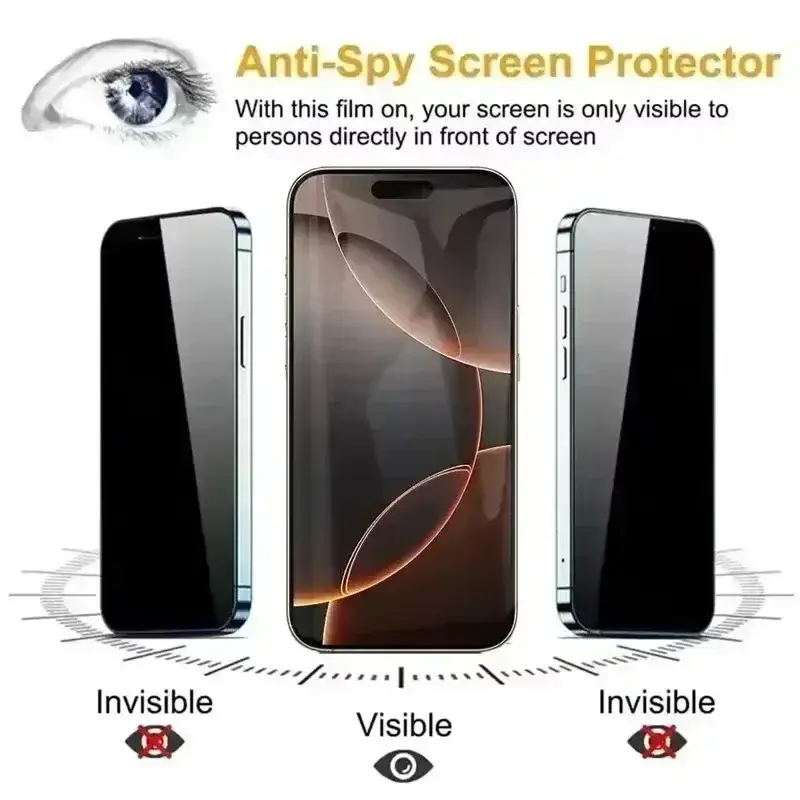 Anti-Spy Screen Protector
With this film on, your screen is only visible to
persons directly in front of screen
Invisible
Visible
Invisible